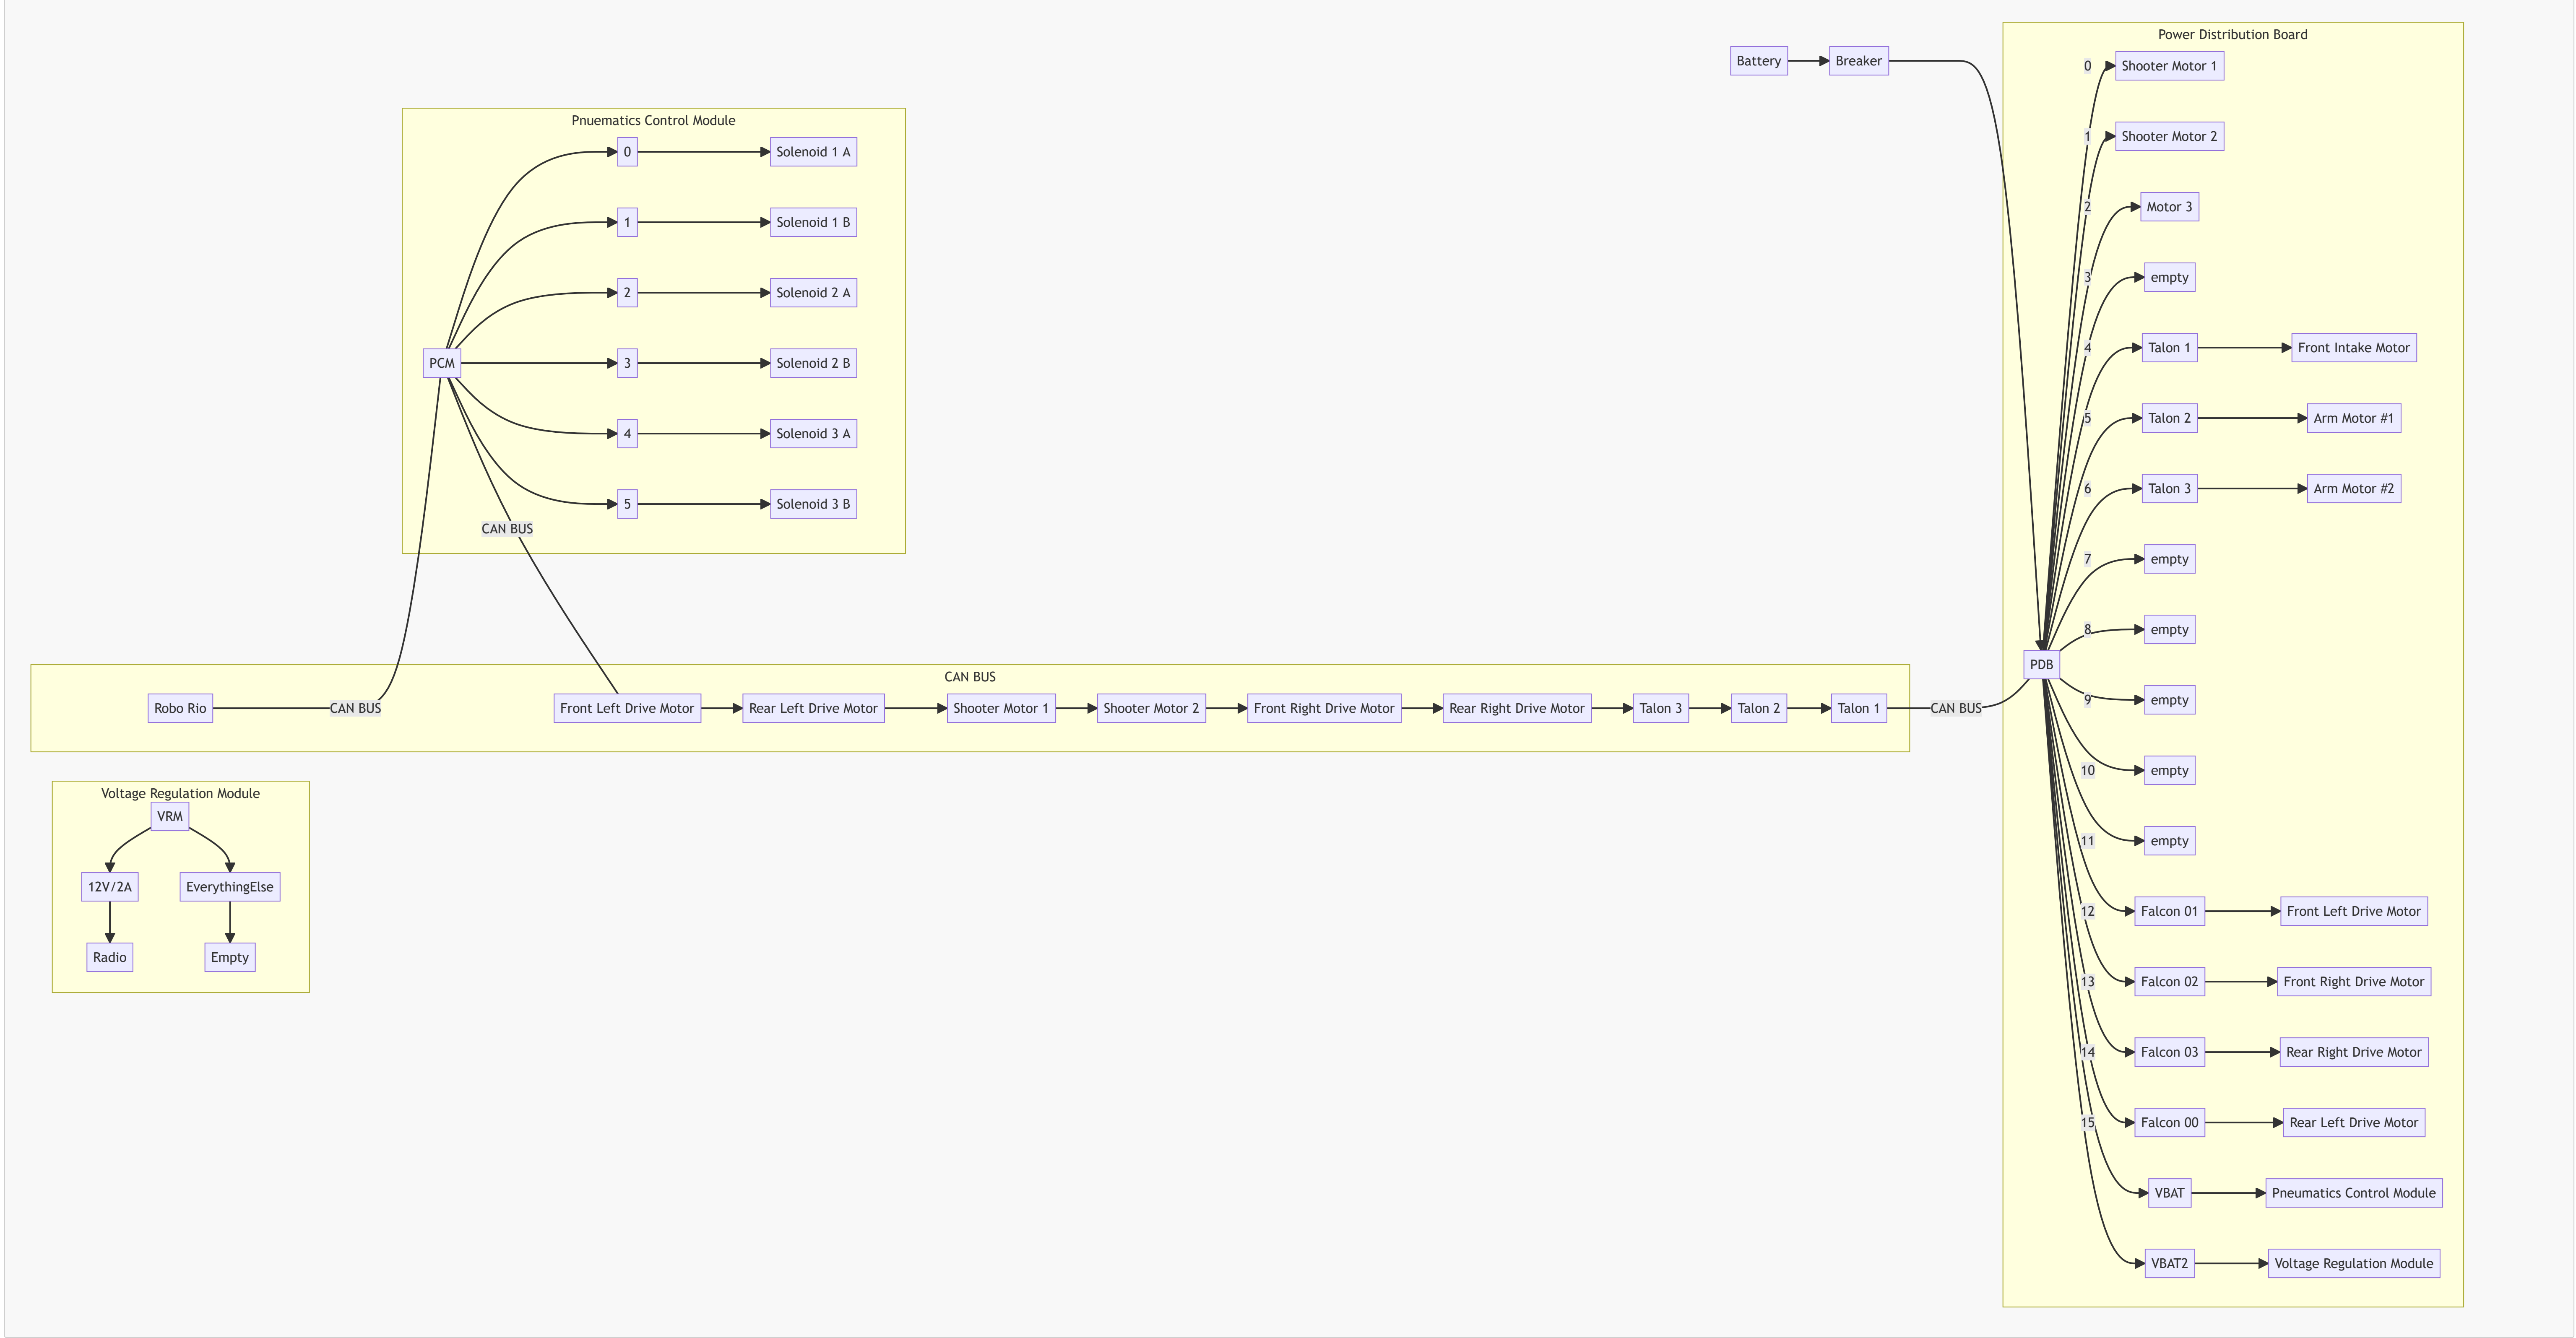 Power Distribution Board
Battery
Breaker
0
Shooter Motor 1
1
Shooter Motor 2
2
Motor 3
3
empty
4
Talon 1
Front Intake Motor
5
Talon 2
Arm Motor #1
6
Talon 3
Arm Motor #2
7
empty
8
empty
PDB
9
empty
10
empty
11
empty
12
Falcon 01
Front Left Drive Motor
13
Falcon 02
Front Right Drive Motor
14
Falcon 03
Rear Right Drive Motor
15
Falcon 00
Rear Left Drive Motor
VBAT
Pneumatics Control Module
VBAT2
Voltage Regulation Module
Pnuematics Control Module
0
Solenoid 1 A
1
Solenoid 1 B
2
Solenoid 2 A
PCM
3
Solenoid 2 B
4
Solenoid 3 A
5
Solenoid 3 B
CAN BUS
CAN BUS
Robo Rio
CAN BUS
Front Left Drive Motor
Rear Left Drive Motor
Shooter Motor 1
Shooter Motor 2
Front Right Drive Motor
Rear Right Drive Motor
Talon 3
Talon 2
Talon 1
CAN BUS
Voltage Regulation Module
VRM
12V/2A
EverythingElse
Radio
Empty